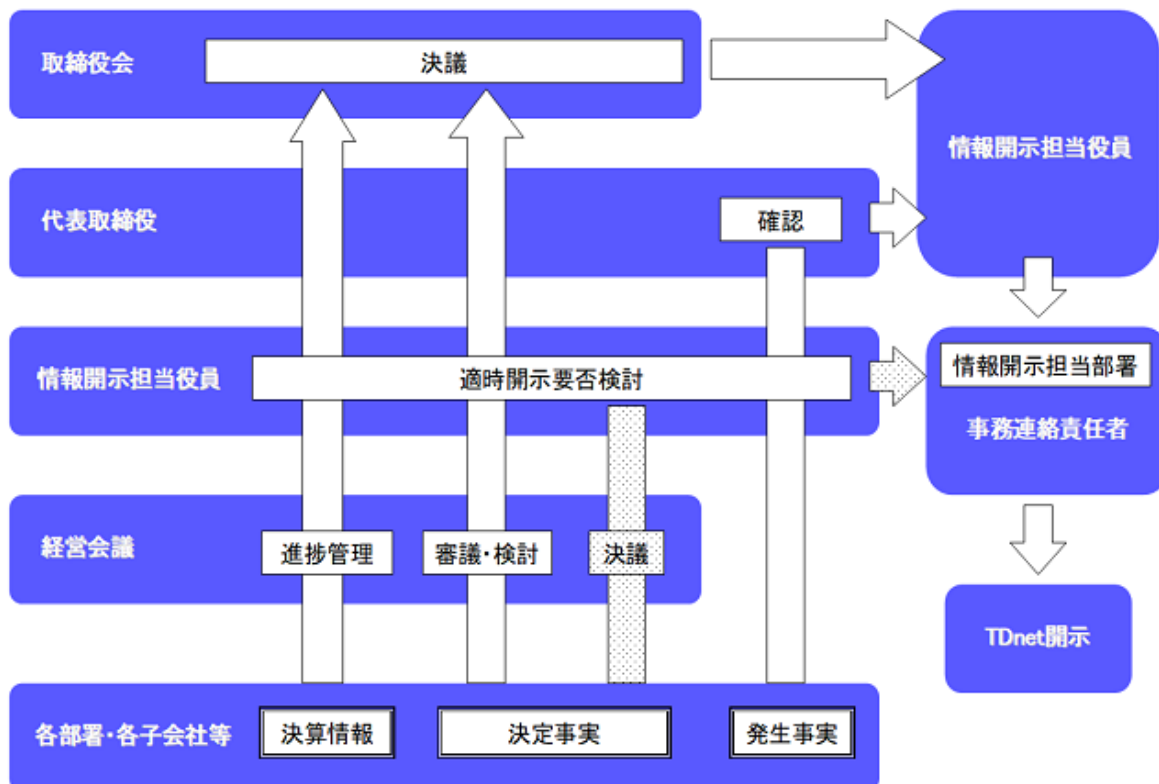 取締役会
決議
情報開示担当役員
代表取締役
確認
情報開示担当役員
適時開示要否検討
情報開示担当部署
事務連絡責任者
経営会議
進捗管理
審議・検討
決議
TDnet開示
各部署・各子会社等
決算情報
決定事実
発生事実